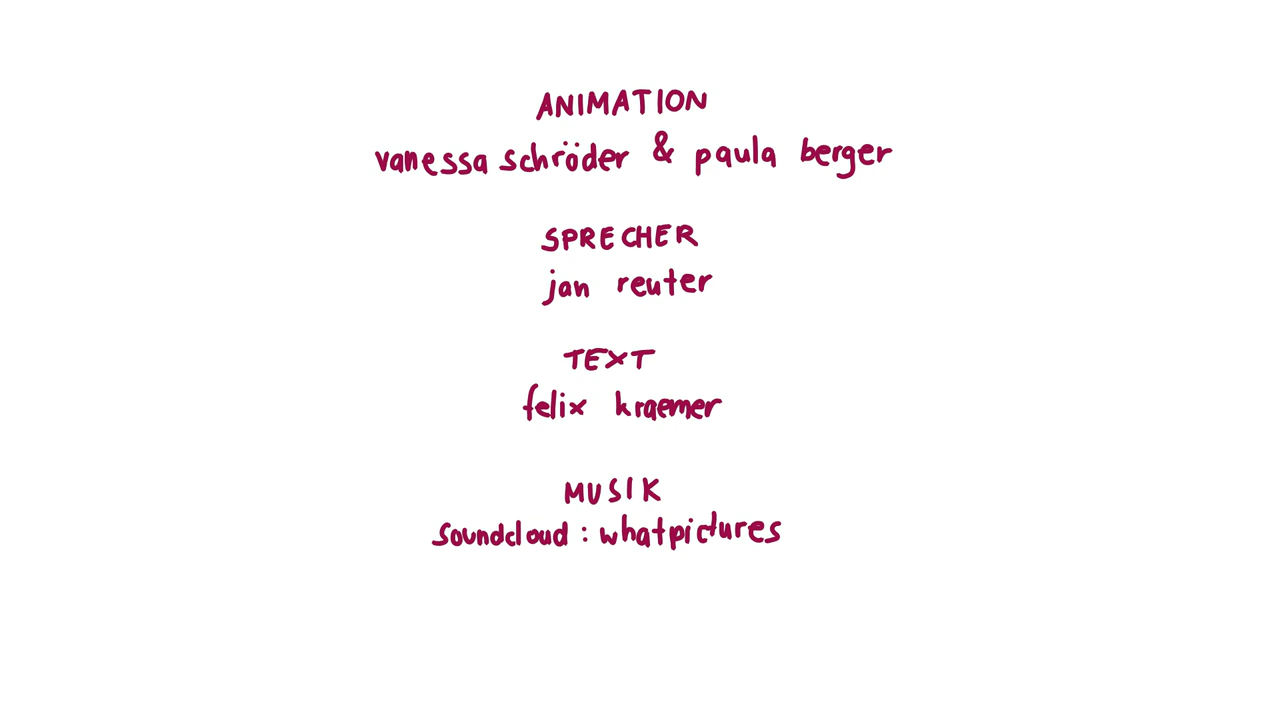 ANIMATION
vanessa schröder & paula berger
SPRECHER
jan reuter
TEXT
felix kraemer
MUSIK
soundcloud: whatpictures